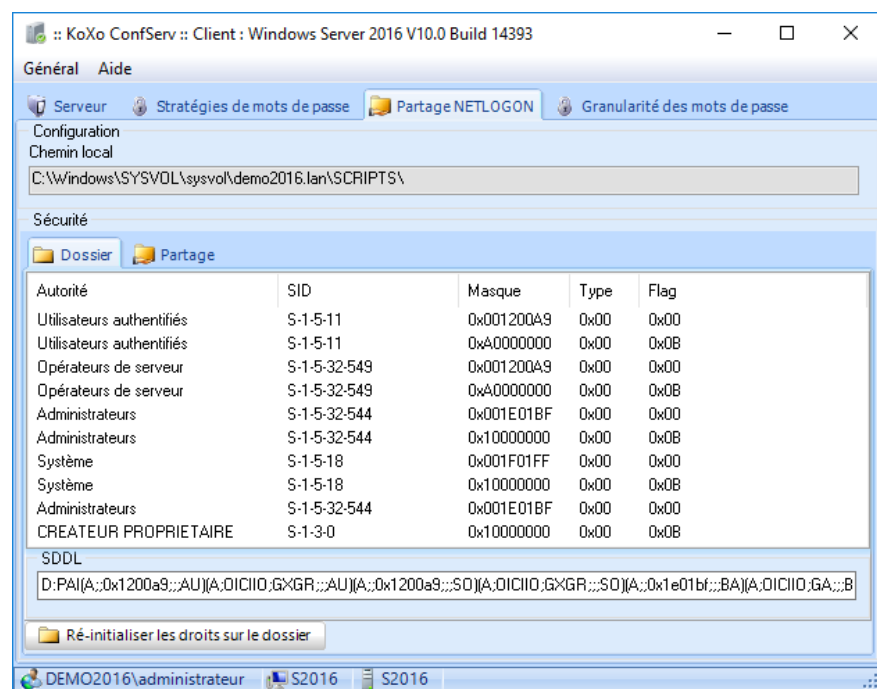 :: KoXo ConfServ :: Client : Windows Server 2016 V10.0 Build 14393
Général Aide
Serveur Stratégies de mots de passe Partage NETLOGON Granularité des mots de passe
Configuration
Chemin local
C:\Windows\SYSVOL\sysvol\demo2016.lan\SCRIPTS\
Sécurité
Dossier Partage
Autorité SID Masque Type Flag
Utilisateurs authentifiés S-1-5-11 0x001200A9 0x00 0x00
Utilisateurs authentifiés S-1-5-11 0xA0000000 0x00 0x0B
Opérateurs de serveur S-1-5-32-549 0x001200A9 0x00 0x00
Opérateurs de serveur S-1-5-32-549 0xA0000000 0x00 0x0B
Administrateurs S-1-5-32-544 0x001E01BF 0x00 0x00
Administrateurs S-1-5-32-544 0x10000000 0x00 0x0B
Système S-1-5-18 0x001F01FF 0x00 0x00
Système S-1-5-18 0x10000000 0x00 0x0B
Administrateurs S-1-5-32-544 0x001E01BF 0x00 0x00
CREATEUR PROPRIETAIRE S-1-3-0 0x10000000 0x00 0x0B
SDDL
D:PAI(A;;0x1200a9;;;AU)(A;OICIIO;GXGR;;;AU)(A;;0x1200a9;;;SO)(A;OICIIO;GXGR;;;SO)(A;;0x1e01bf;;;BA)(A;OICIIO;GA;;;B
Ré-initialiser les droits sur le dossier
DEMO2016\administrateur S2016 S2016